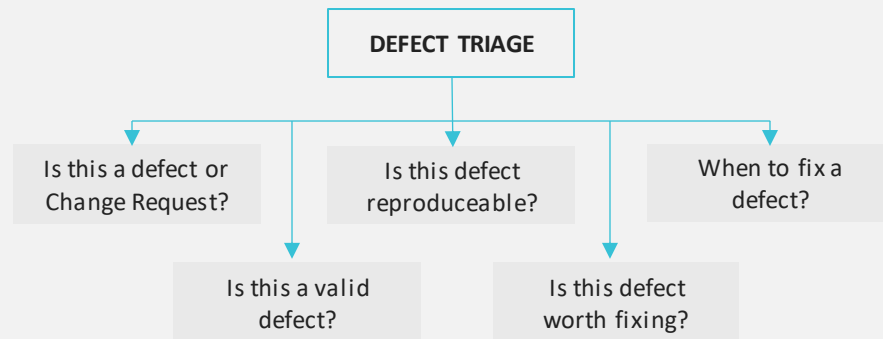 DEFECT TRIAGE
Is this a defect or
Change Request?
Is this defect
reproduceable?
When to fix a
defect?
Is this a valid
defect?
Is this defect
worth fixing?